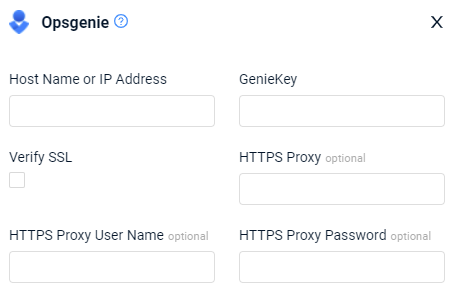 Opsgenie ? X
Host Name or IP Address
GenieKey
Verify SSL
HTTPS Proxy optional
HTTPS Proxy User Name optional
HTTPS Proxy Password optional